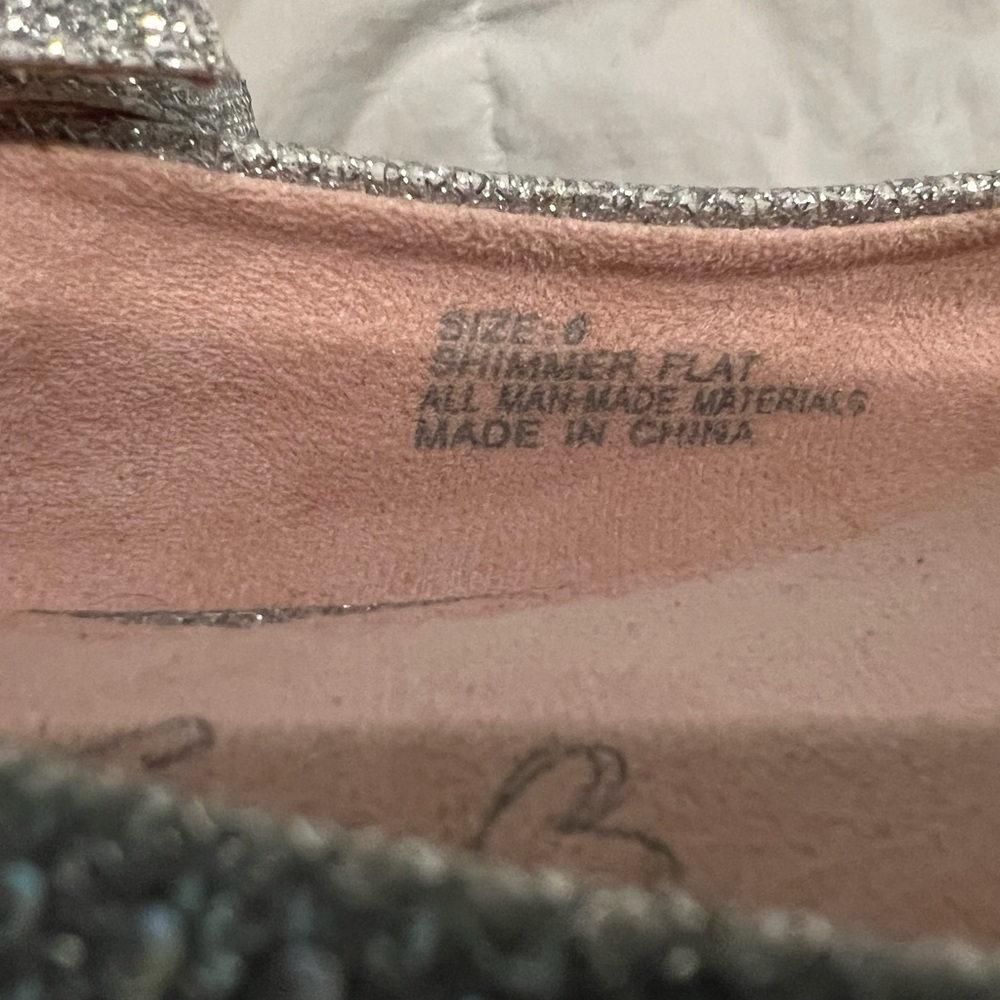 SIZE: 6
SHIMMER FLAT
ALL MAN-MADE MATERIALS
MADE IN CHINA